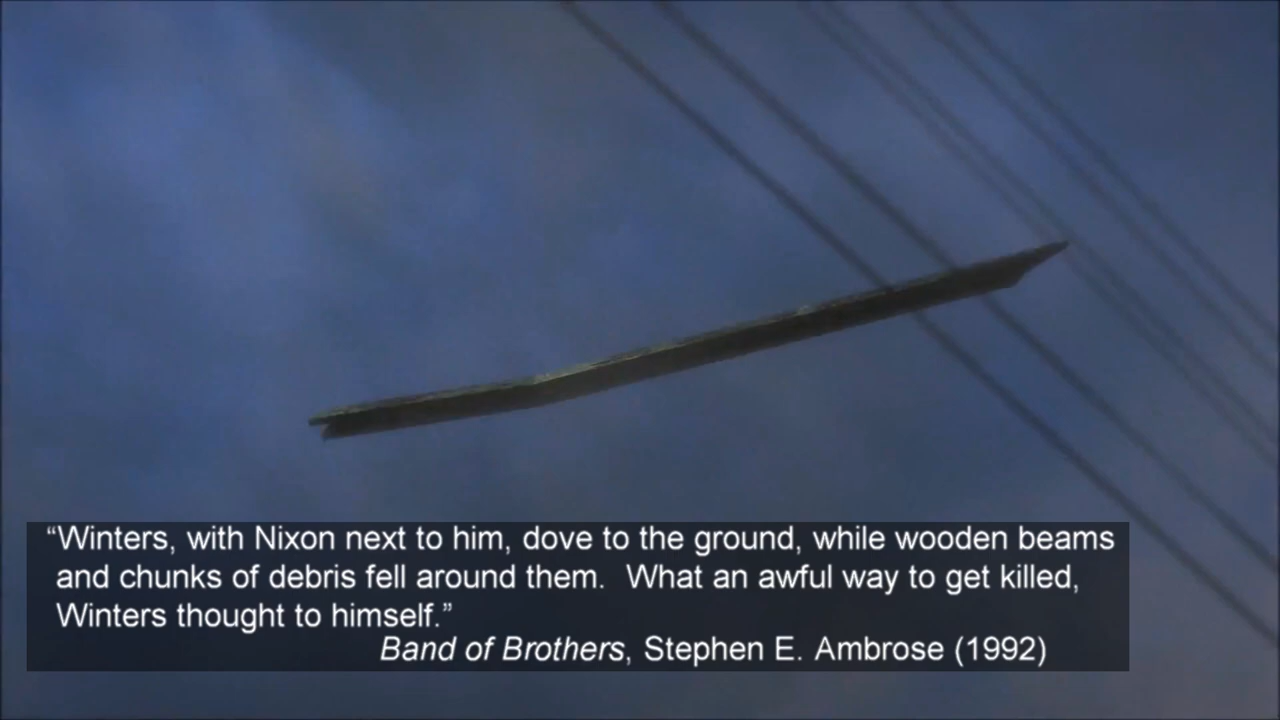 “Winters, with Nixon next to him, dove to the ground, while wooden beams
and chunks of debris fell around them.  What an awful way to get killed,
Winters thought to himself.”
Band of Brothers, Stephen E. Ambrose (1992)